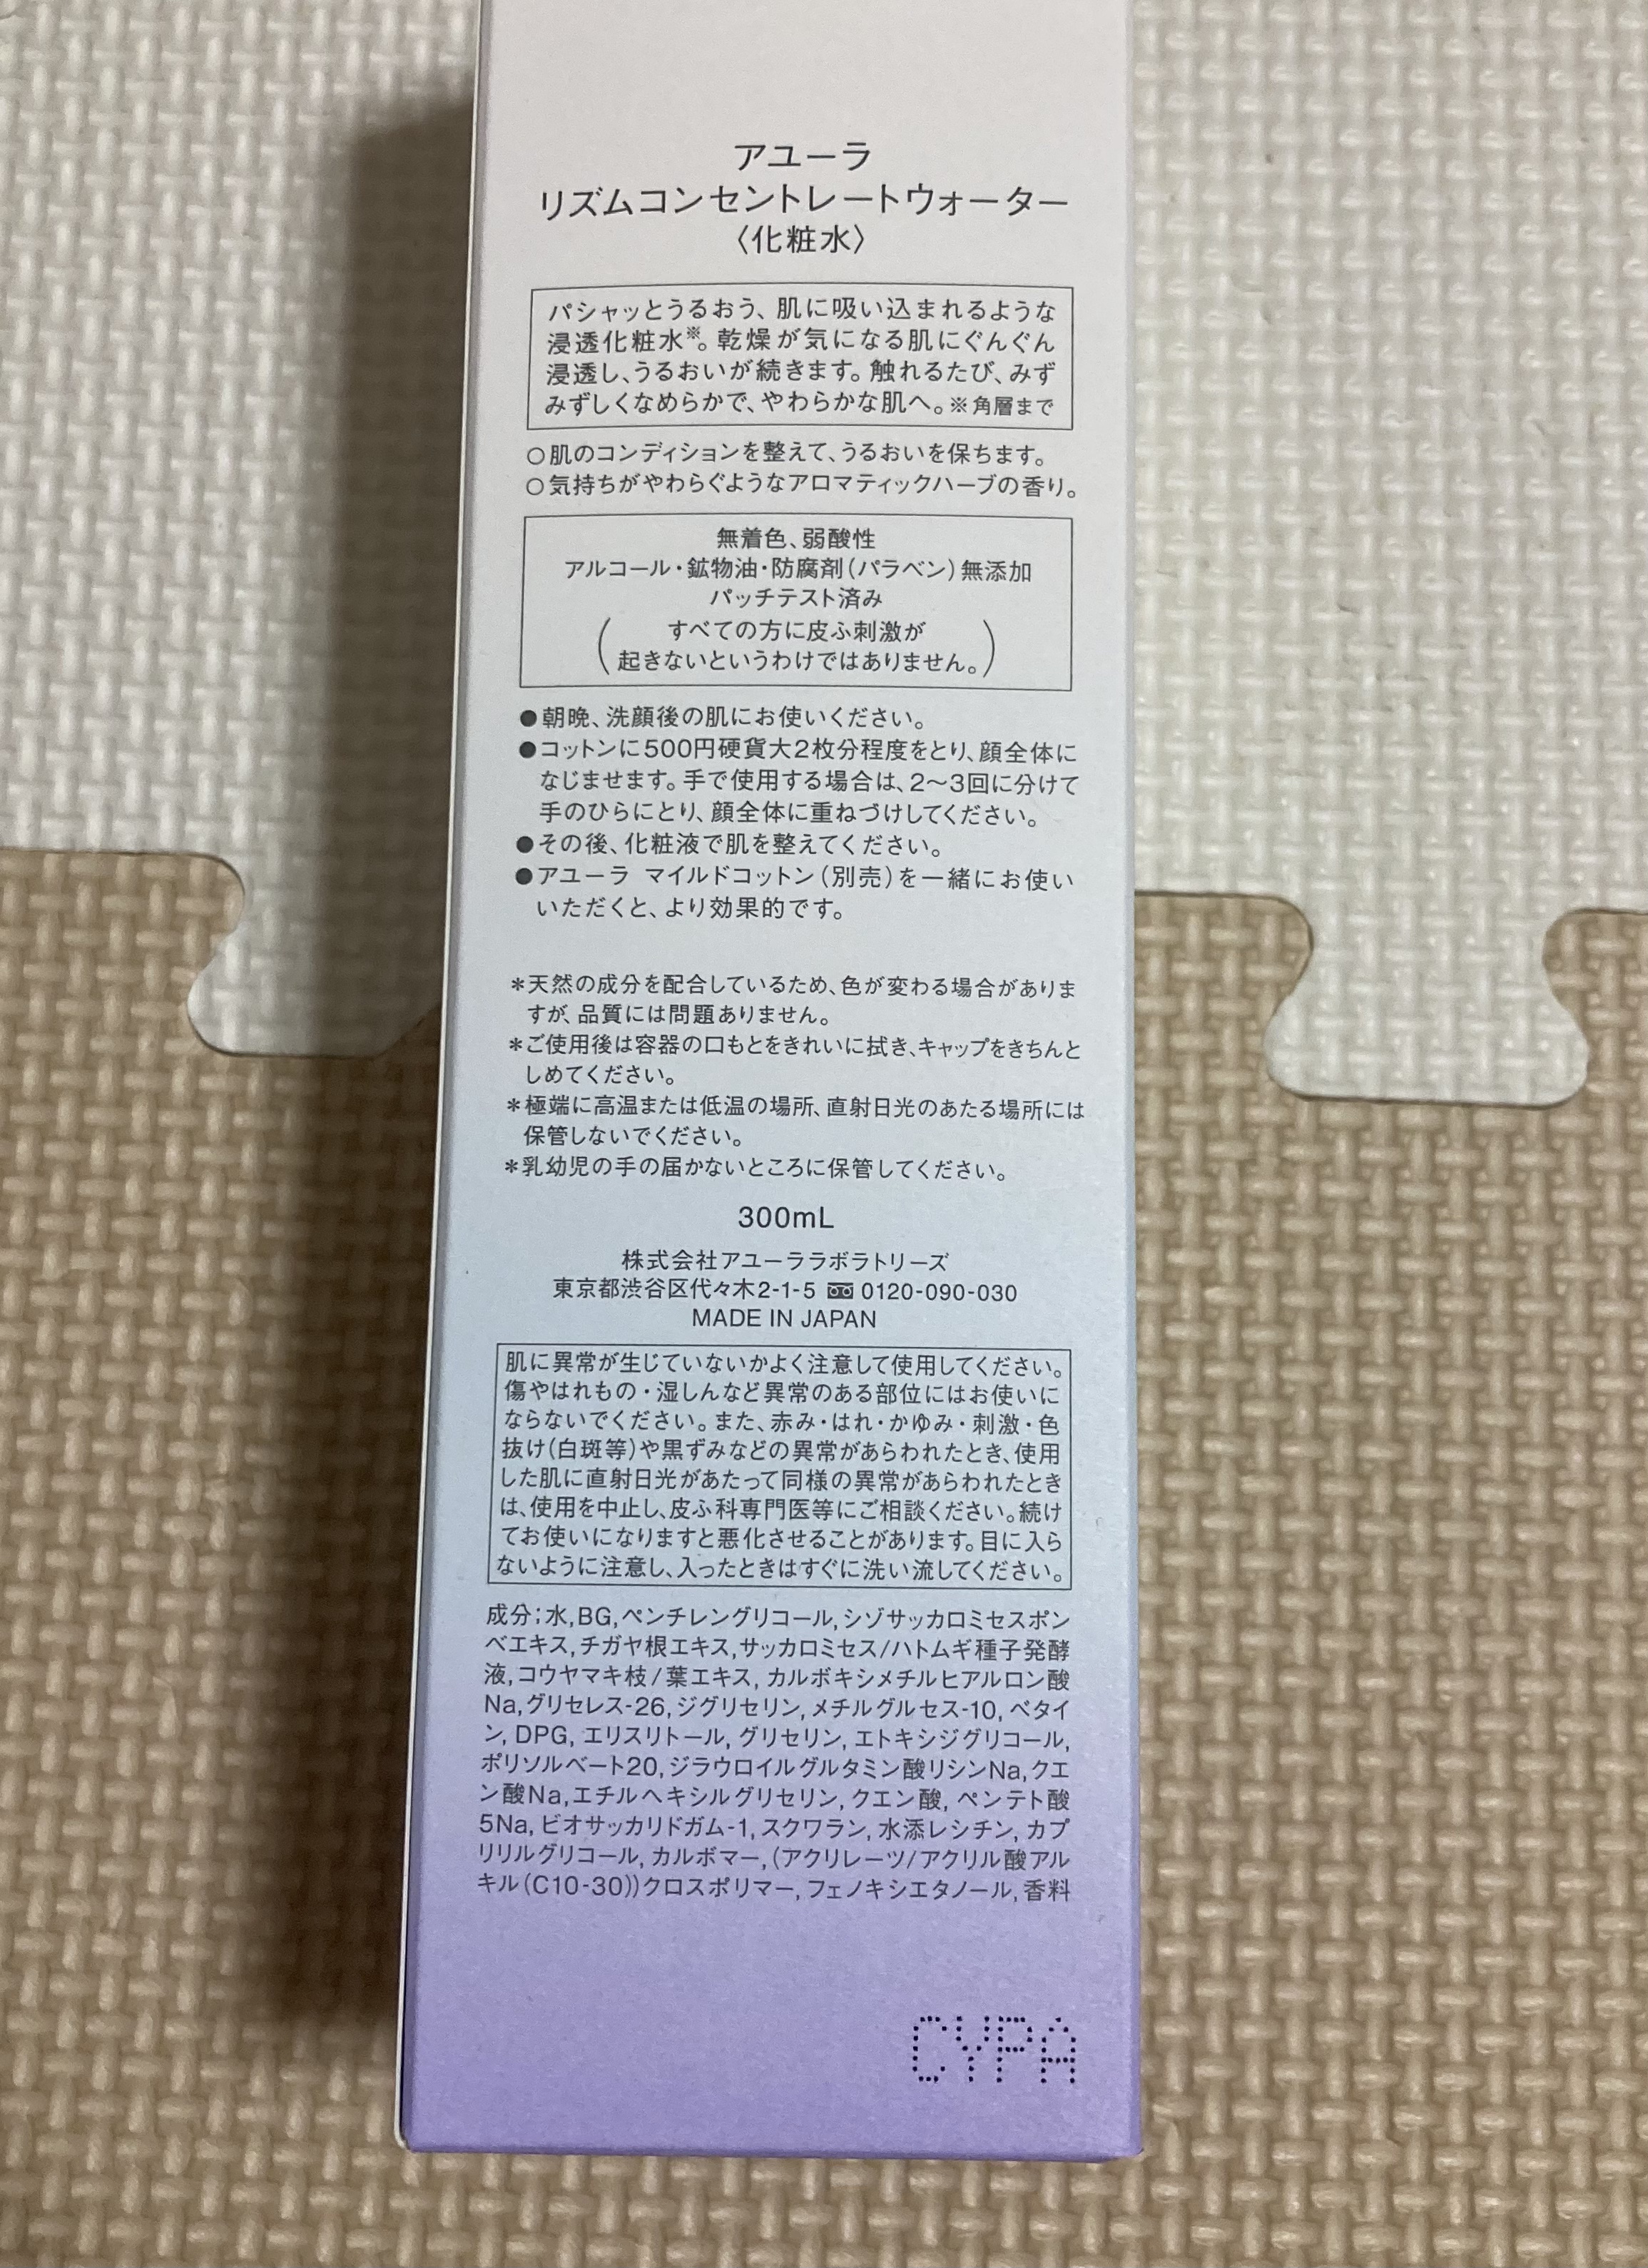 アユーラ
リズムコンセントレートウォーター
〈化粧水〉
パシャッとうるおう、肌に吸い込まれるような
浸透化粧水※。乾燥が気になる肌にぐんぐん
浸透し、うるおいが続きます。触れるたび、みず
みずしくなめらかで、やわらかな肌へ。※角層まで
○肌のコンディションを整えて、うるおいを保ちます。
○気持ちがやわらぐようなアロマティックハーブの香り。
無着色、弱酸性
アルコール・鉱物油・防腐剤(パラベン)無添加
パッチテスト済み
(すべての方に皮ふ刺激が
起きないというわけではありません。)
●朝晩、洗顔後の肌にお使いください。
●コットンに500円硬貨大2枚分程度をとり、顔全体に
なじませます。手で使用する場合は、2〜3回に分けて
手のひらにとり、顔全体に重ねづけしてください。
●その後、化粧液で肌を整えてください。
●アユーラ マイルドコットン(別売)を一緒にお使い
いただくと、より効果的です。
*天然の成分を配合しているため、色が変わる場合がありま
すが、品質には問題ありません。
*ご使用後は容器の口もとをきれいに拭き、キャップをきちんと
しめてください。
*極端に高温または低温の場所、直射日光のあたる場所には
保管しないでください。
*乳幼児の手の届かないところに保管してください。
300mL
株式会社アユーララボラトリーズ
東京都渋谷区代々木2-1-5 0120-090-030
MADE IN JAPAN
肌に異常が生じていないかよく注意して使用してください。
傷やはれもの・湿しんなど異常のある部位にはお使いに
ならないでください。また、赤み・はれ・かゆみ・刺激・色
抜け(白斑等)や黒ずみなどの異常があらわれたとき、使用
した肌に直射日光があたって同様の異常があらわれたとき
は、使用を中止し、皮ふ科専門医等にご相談ください。続け
てお使いになりますと悪化させることがあります。目に入ら
ないように注意し、入ったときはすぐに洗い流してください。
成分;水,BG,ペンチレングリコール,シゾサッカロミセスポン
ベエキス,チガヤ根エキス,サッカロミセス/ハトムギ種子発酵
液,コウヤマキ枝/葉エキス,カルボキシメチルヒアルロン酸
Na,グリセレス-26,ジグリセリン,メチルグルセス-10,ベタイ
ン,DPG,エリスリトール,グリセリン,エトキシジグリコール,
ポリソルベート20,ジラウロイルグルタミン酸リシンNa,クエ
ン酸Na,エチルヘキシルグリセリン,クエン酸,ペンテト酸
5Na,ビオサッカリドガム-1,スクワラン,水添レシチン,カプ
リリルグリコール,カルボマー,(アクリレーツ/アクリル酸アル
キル(C10-30))クロスポリマー,フェノキシエタノール,香料
CYPA